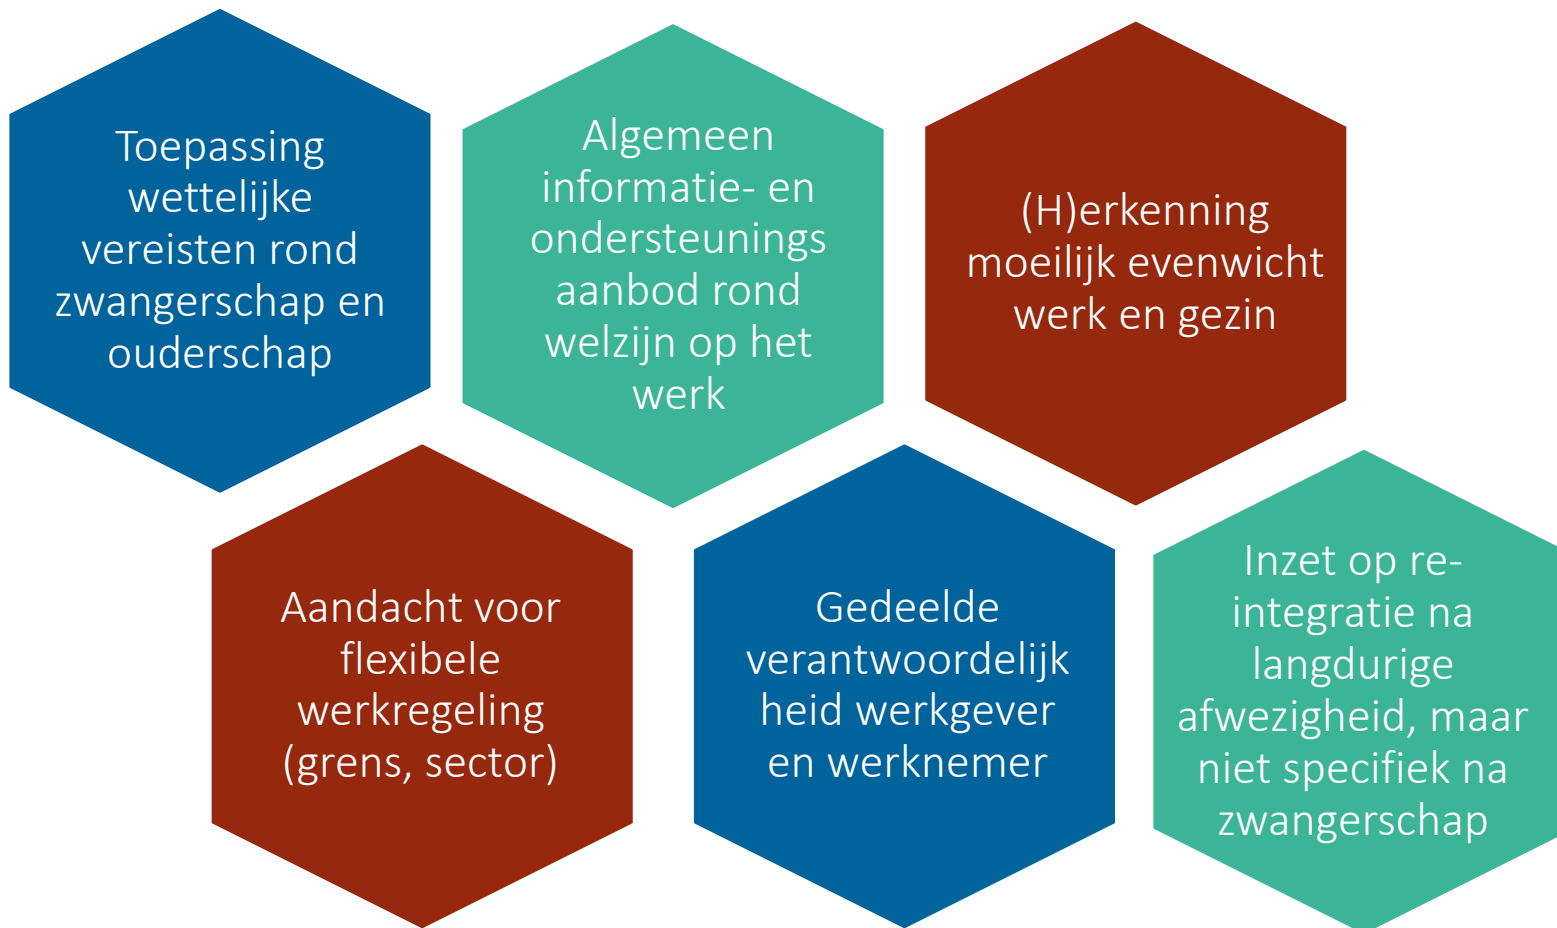 Toepassing
wettelijke
vereisten rond
zwangerschap en
ouderschap
Algemeen
informatie- en
ondersteunings
aanbod rond
welzijn op het
werk
(H)erkenning
moeilijk evenwicht
werk en gezin
Aandacht voor
flexibele
werkregeling
(grens, sector)
Gedeelde
verantwoordelijk
heid werkgever
en werknemer
Inzet op re-
integratie na
langdurige
afwezigheid, maar
niet specifiek na
zwangerschap